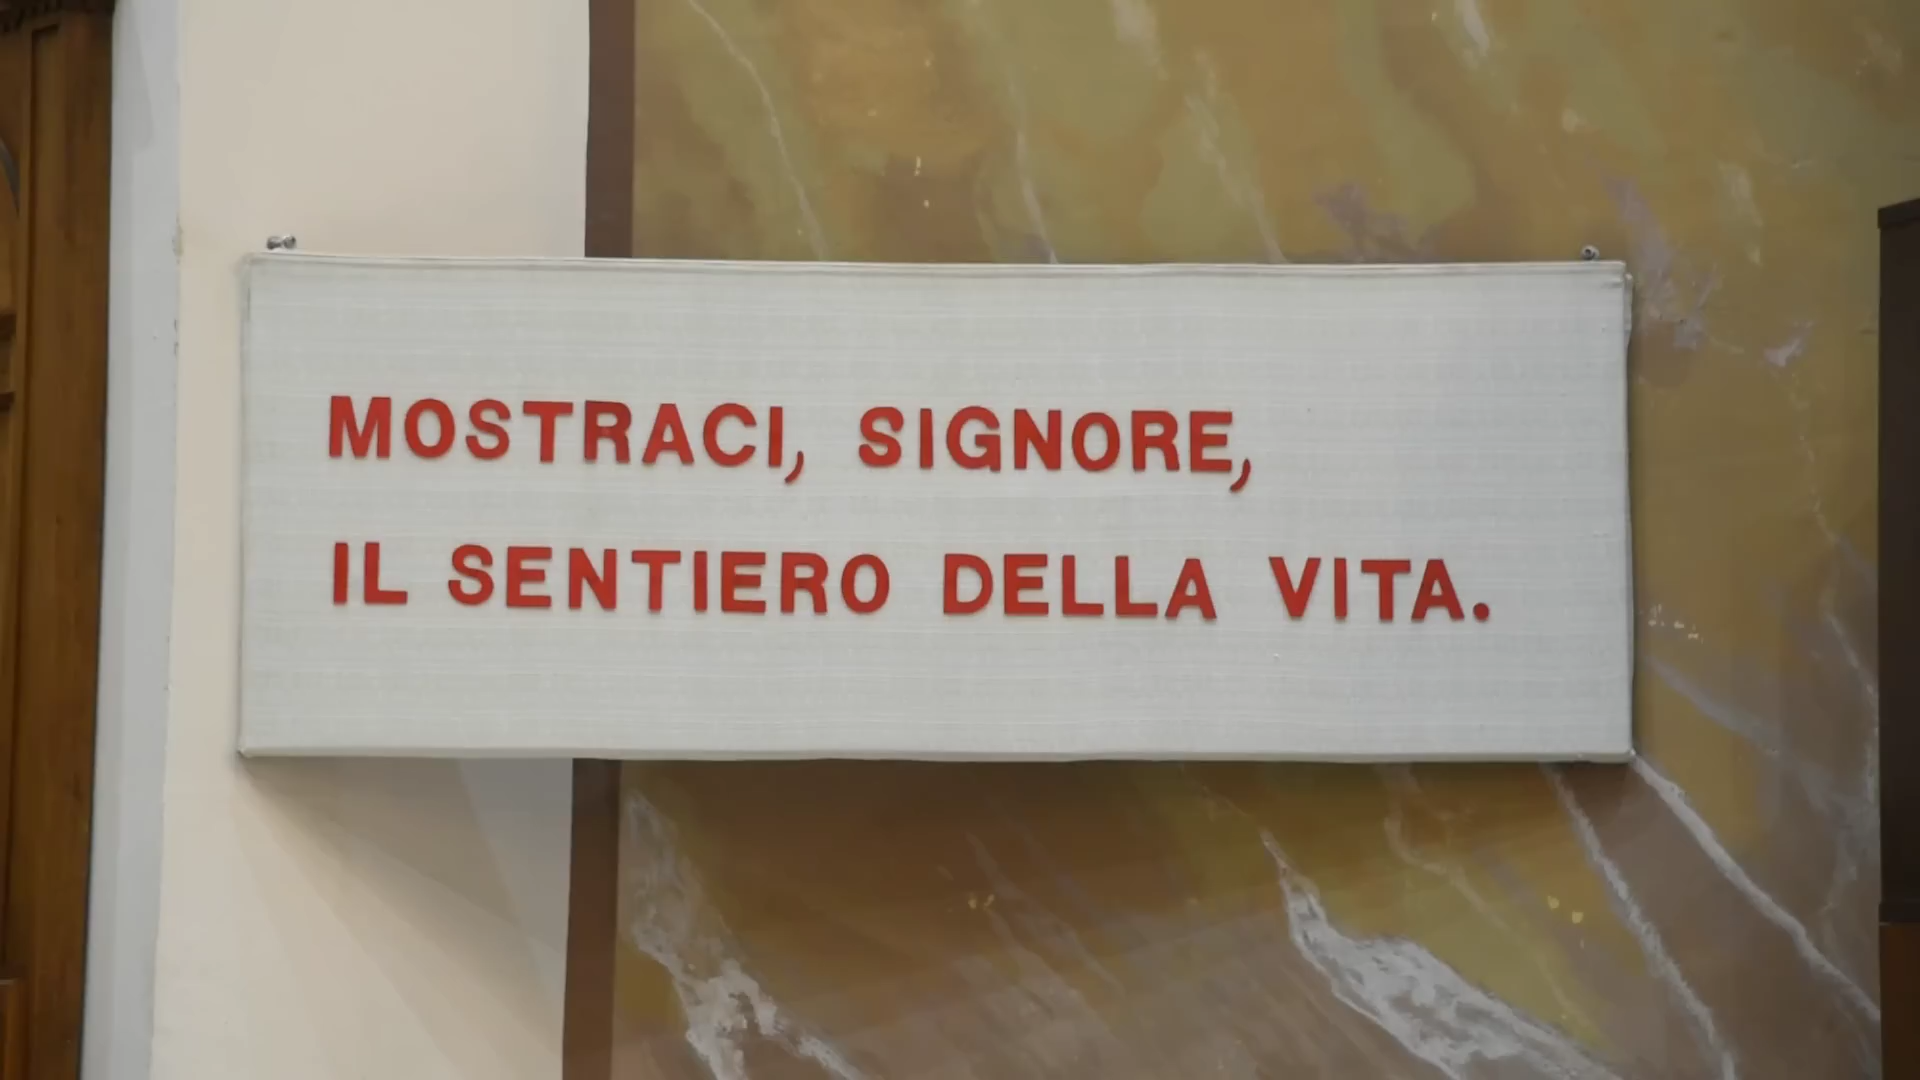 MOSTRACI, SIGNORE,
IL SENTIERO DELLA VITA.